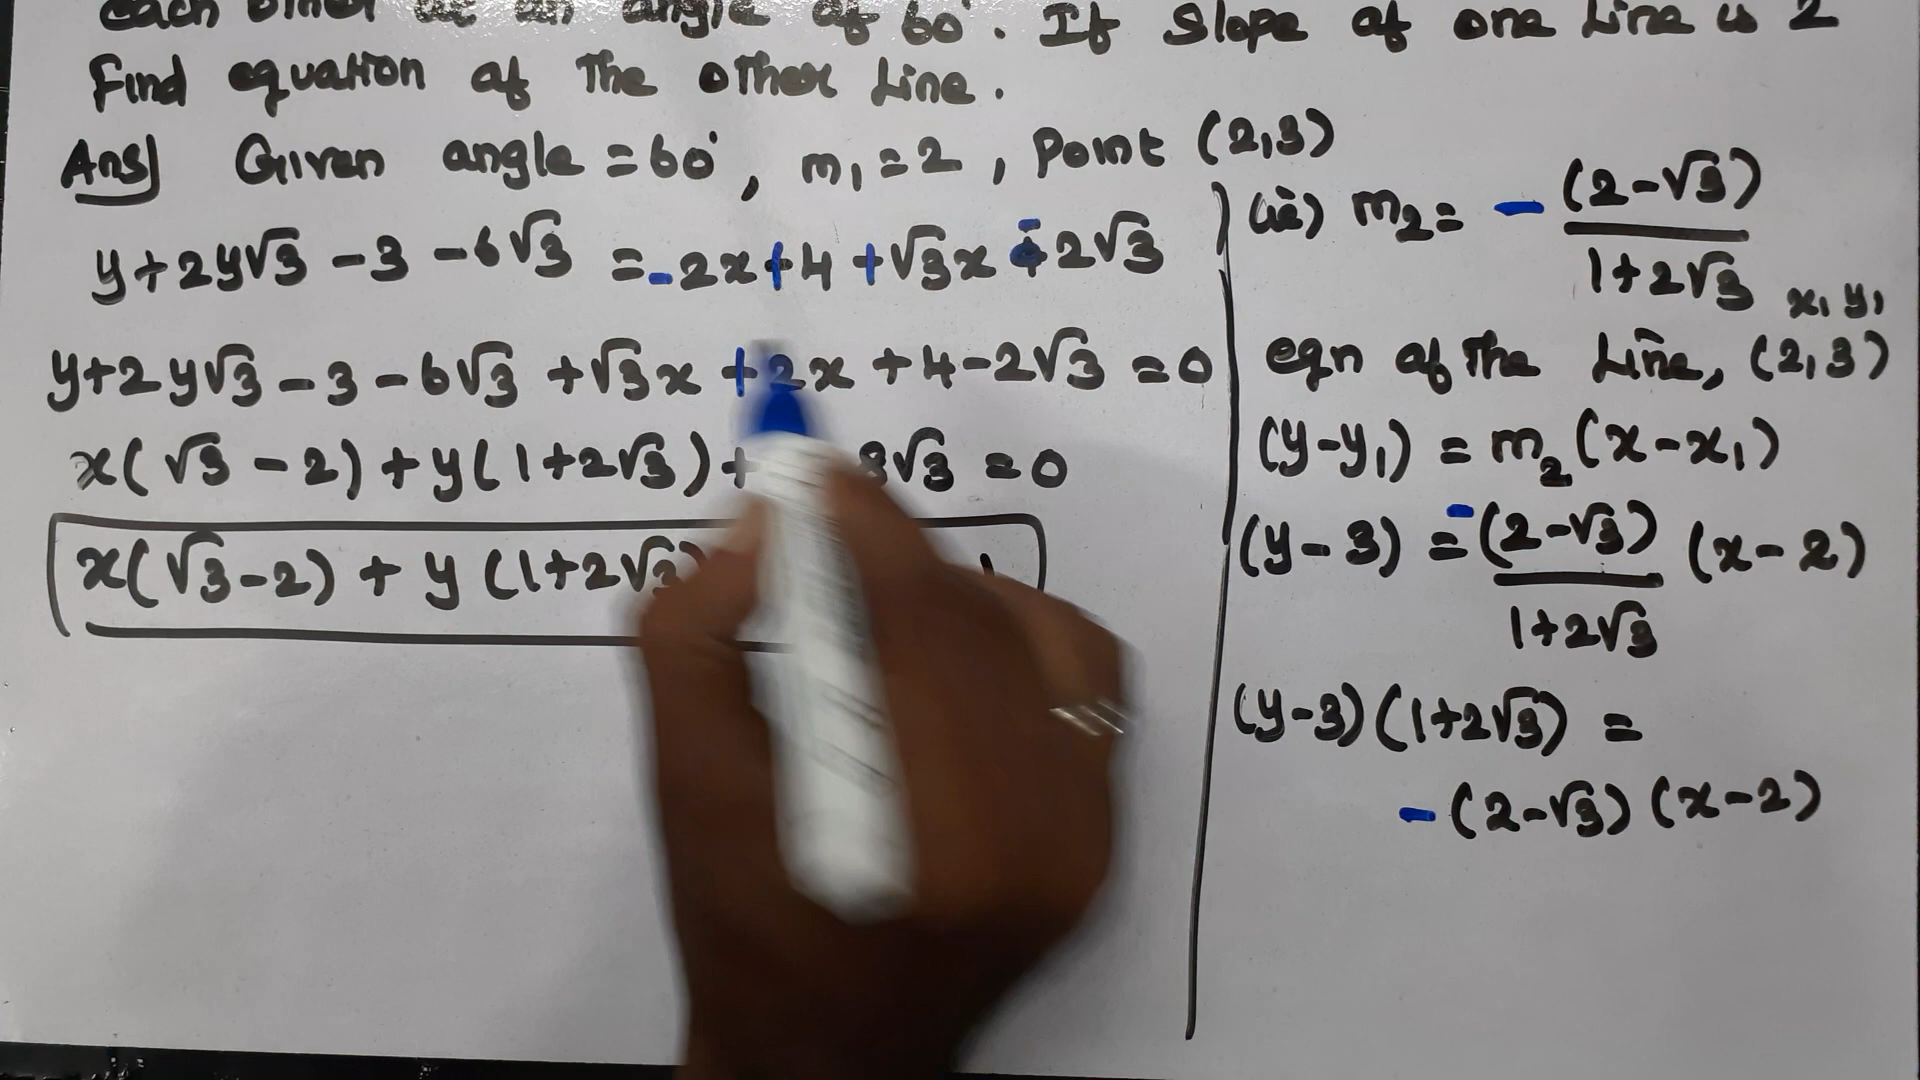 each other at an angle of 60°. If Slope of one Line is 2
Find equation of The other Line.
Ans) Given angle = 60°, m₁ = 2, Point (2,3)
y+2y√3 -3 -6√3 = -2x+4 +√3x - 2√3
y+2y√3 -3 -6√3 +√3x +2x +4-2√3 = 0
x(√3 -2) + y(1+2√3) + 8√3 = 0
x(√3-2) + y(1+2√3)
(ii) m₂ = - (2-√3)
1+2√3
x₁ y₁
eqn of The Line, (2,3)
(y-y₁) = m₂(x-x₁)
(y-3) = -(2-√3) (x-2)
1+2√3
(y-3)(1+2√3) =
-(2-√3)(x-2)